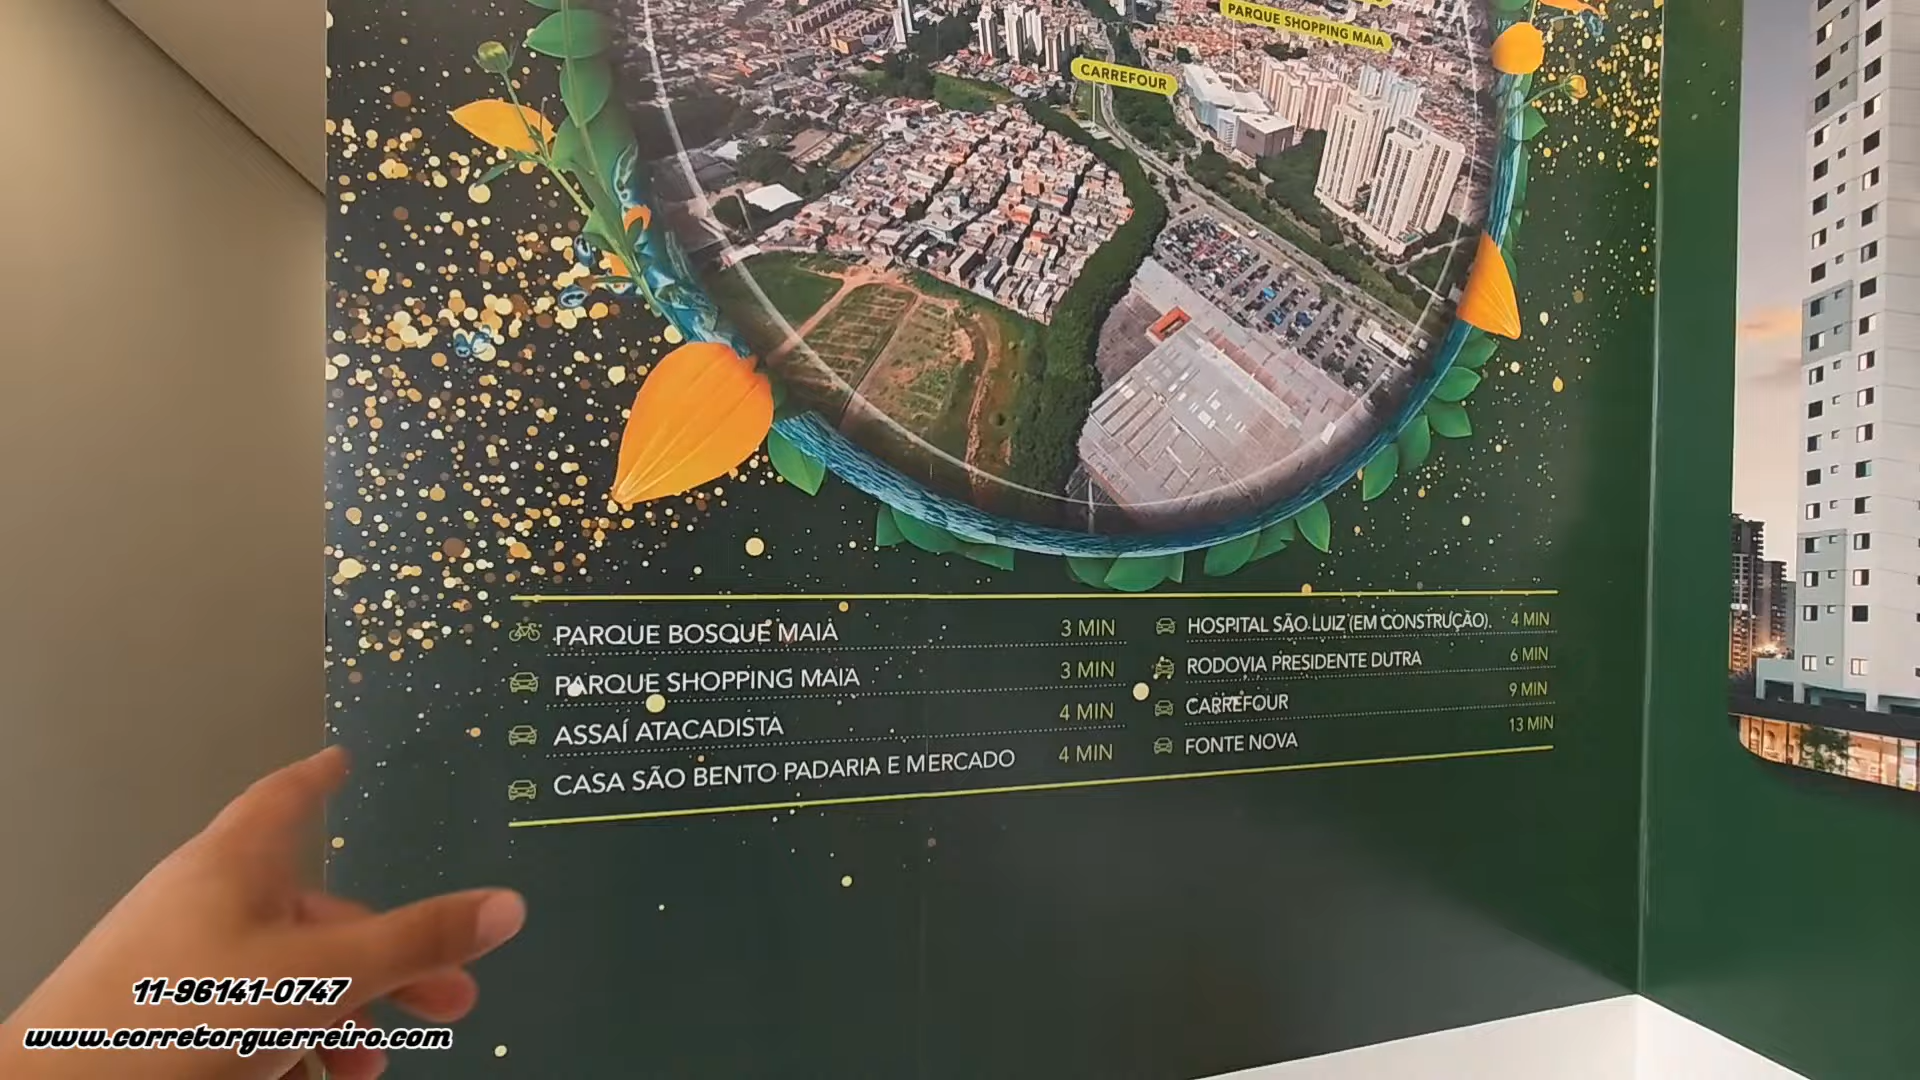 PARQUE SHOPPING MAIA
CARREFOUR
PARQUE BOSQUE MAIA 3 MIN
PARQUE SHOPPING MAIA 3 MIN
ASSAÍ ATACADISTA 4 MIN
CASA SÃO BENTO PADARIA E MERCADO 4 MIN
HOSPITAL SÃO LUIZ (EM CONSTRUÇÃO). 4 MIN
RODOVIA PRESIDENTE DUTRA 6 MIN
CARREFOUR 9 MIN
FONTE NOVA 13 MIN
11-96141-0747
www.corretorguerreiro.com